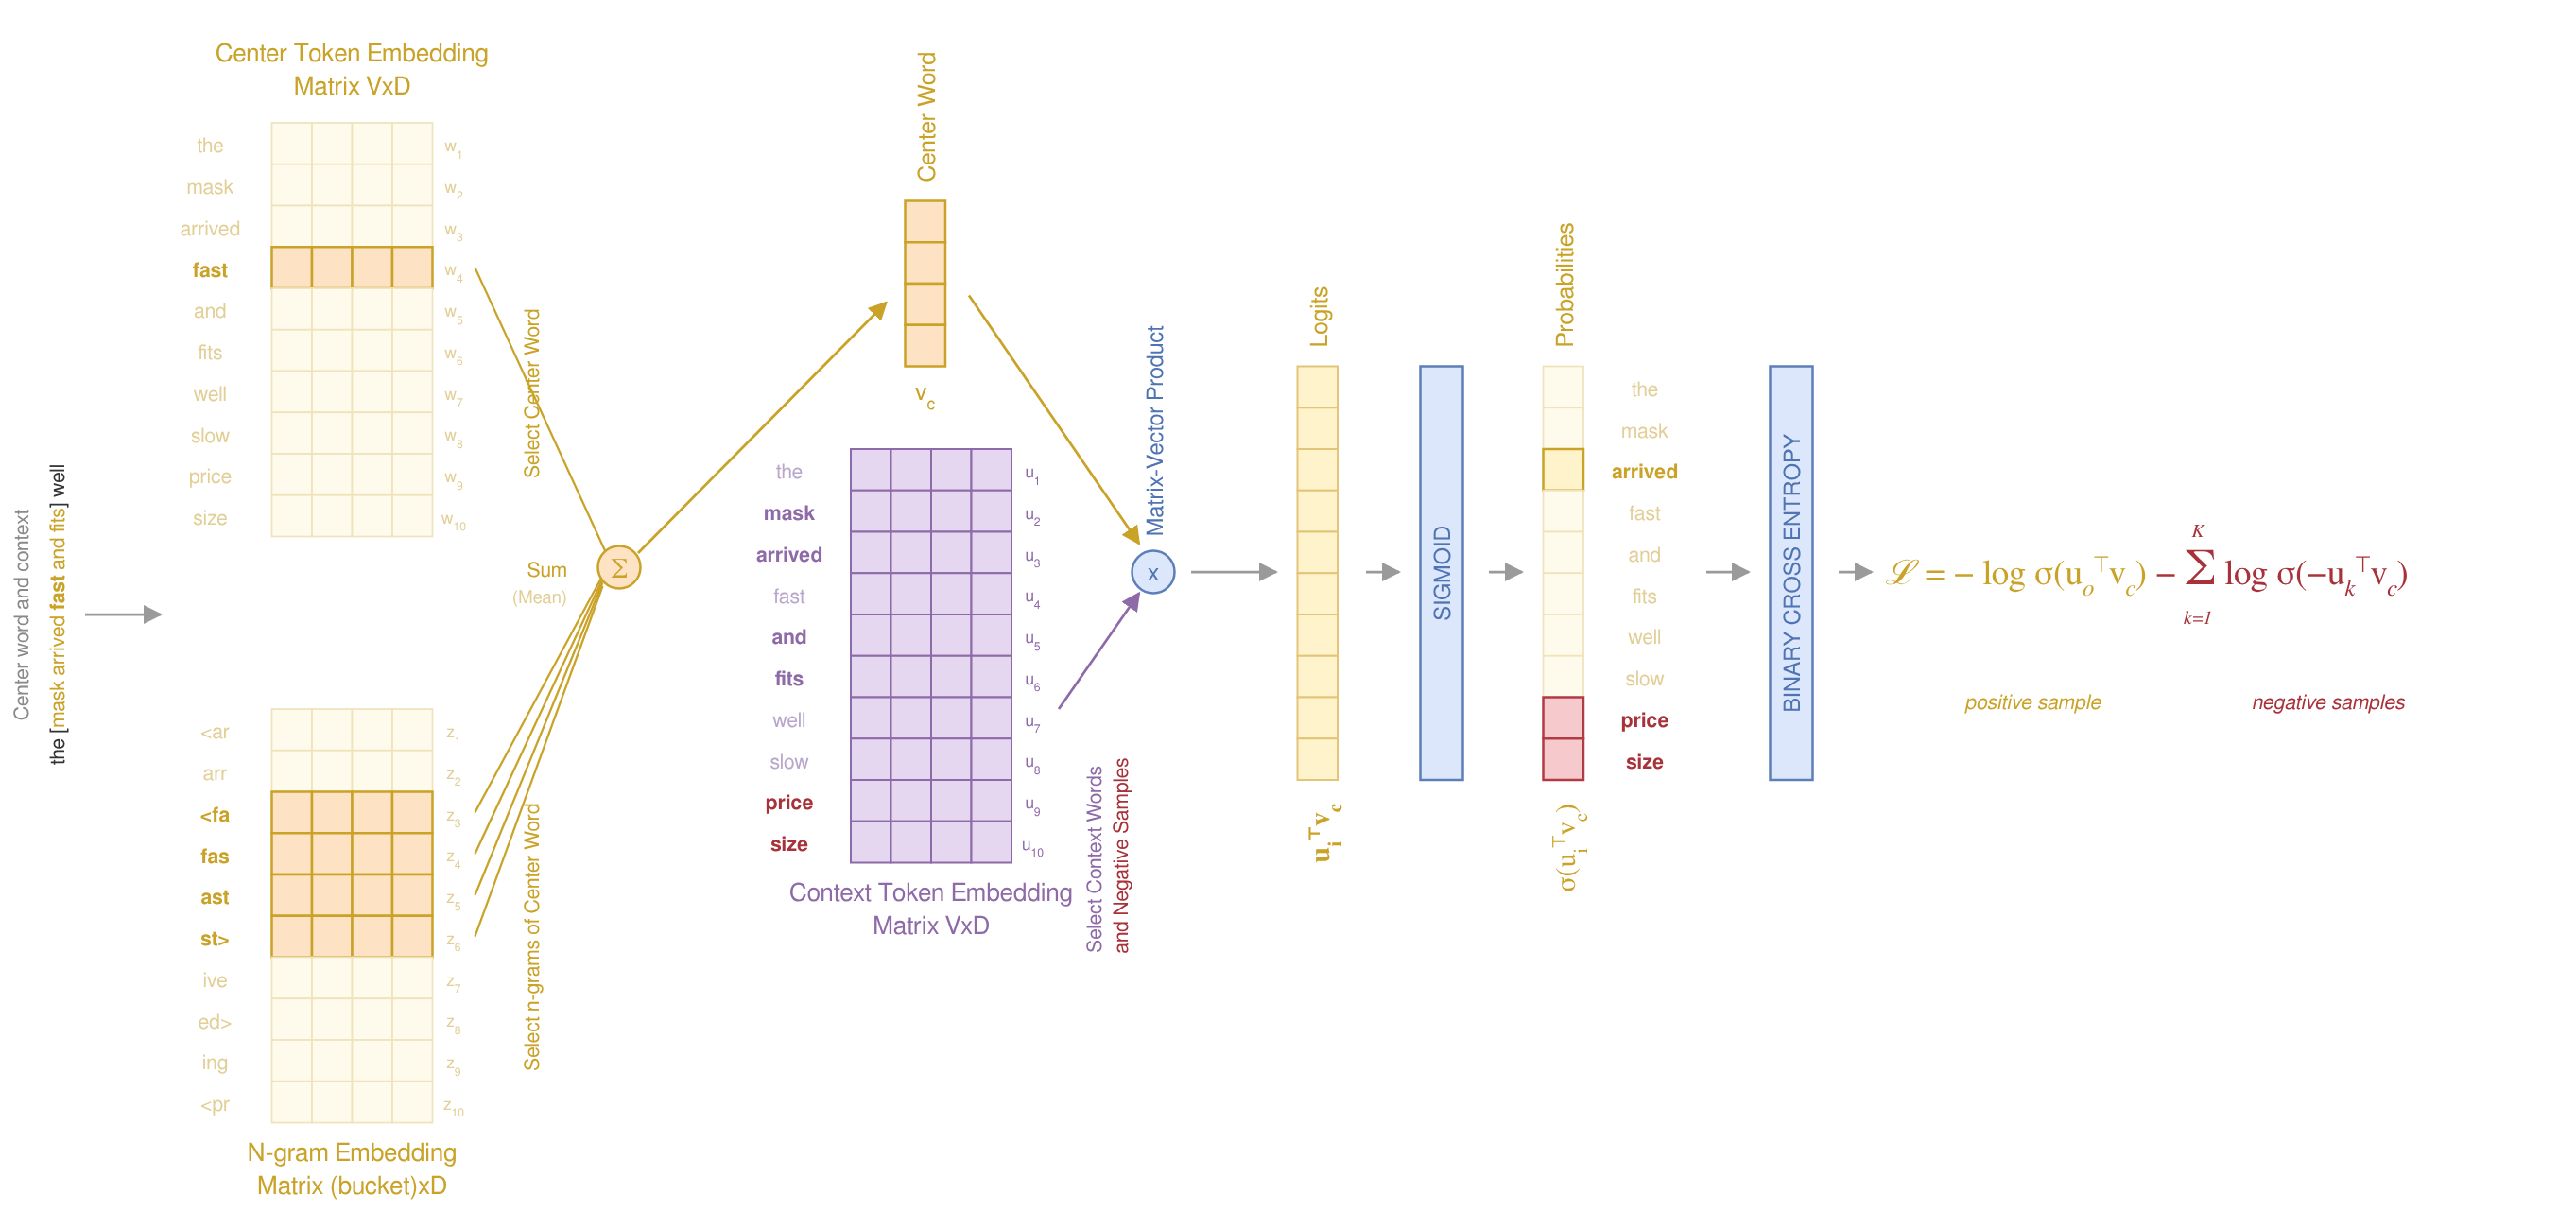 Center word and context
the [mask arrived fast and fits] well
Center Token Embedding
Matrix VxD
the w1
mask w2
arrived w3
fast w4
and w5
fits w6
well w7
slow w8
price w9
size w10
Select Center Word
Sum
(Mean)
Σ
<ar z1
arr z2
<fa z3
fas z4
ast z5
st> z6
ive z7
ed> z8
ing z9
<pr z10
N-gram Embedding
Matrix (bucket)xD
Select n-grams of Center Word
Center Word
vc
the u1
mask u2
arrived u3
fast u4
and u5
fits u6
well u7
slow u8
price u9
size u10
Context Token Embedding
Matrix VxD
Select Context Words
and Negative Samples
Matrix-Vector Product
x
Logits
uiᵀvc
SIGMOID
Probabilities
the
mask
arrived
fast
and
fits
well
slow
price
size
σ(uiᵀvc)
BINARY CROSS ENTROPY
ℒ = − log σ(uoᵀvc) − Σ k=1 K log σ(−ukᵀvc)
positive sample
negative samples